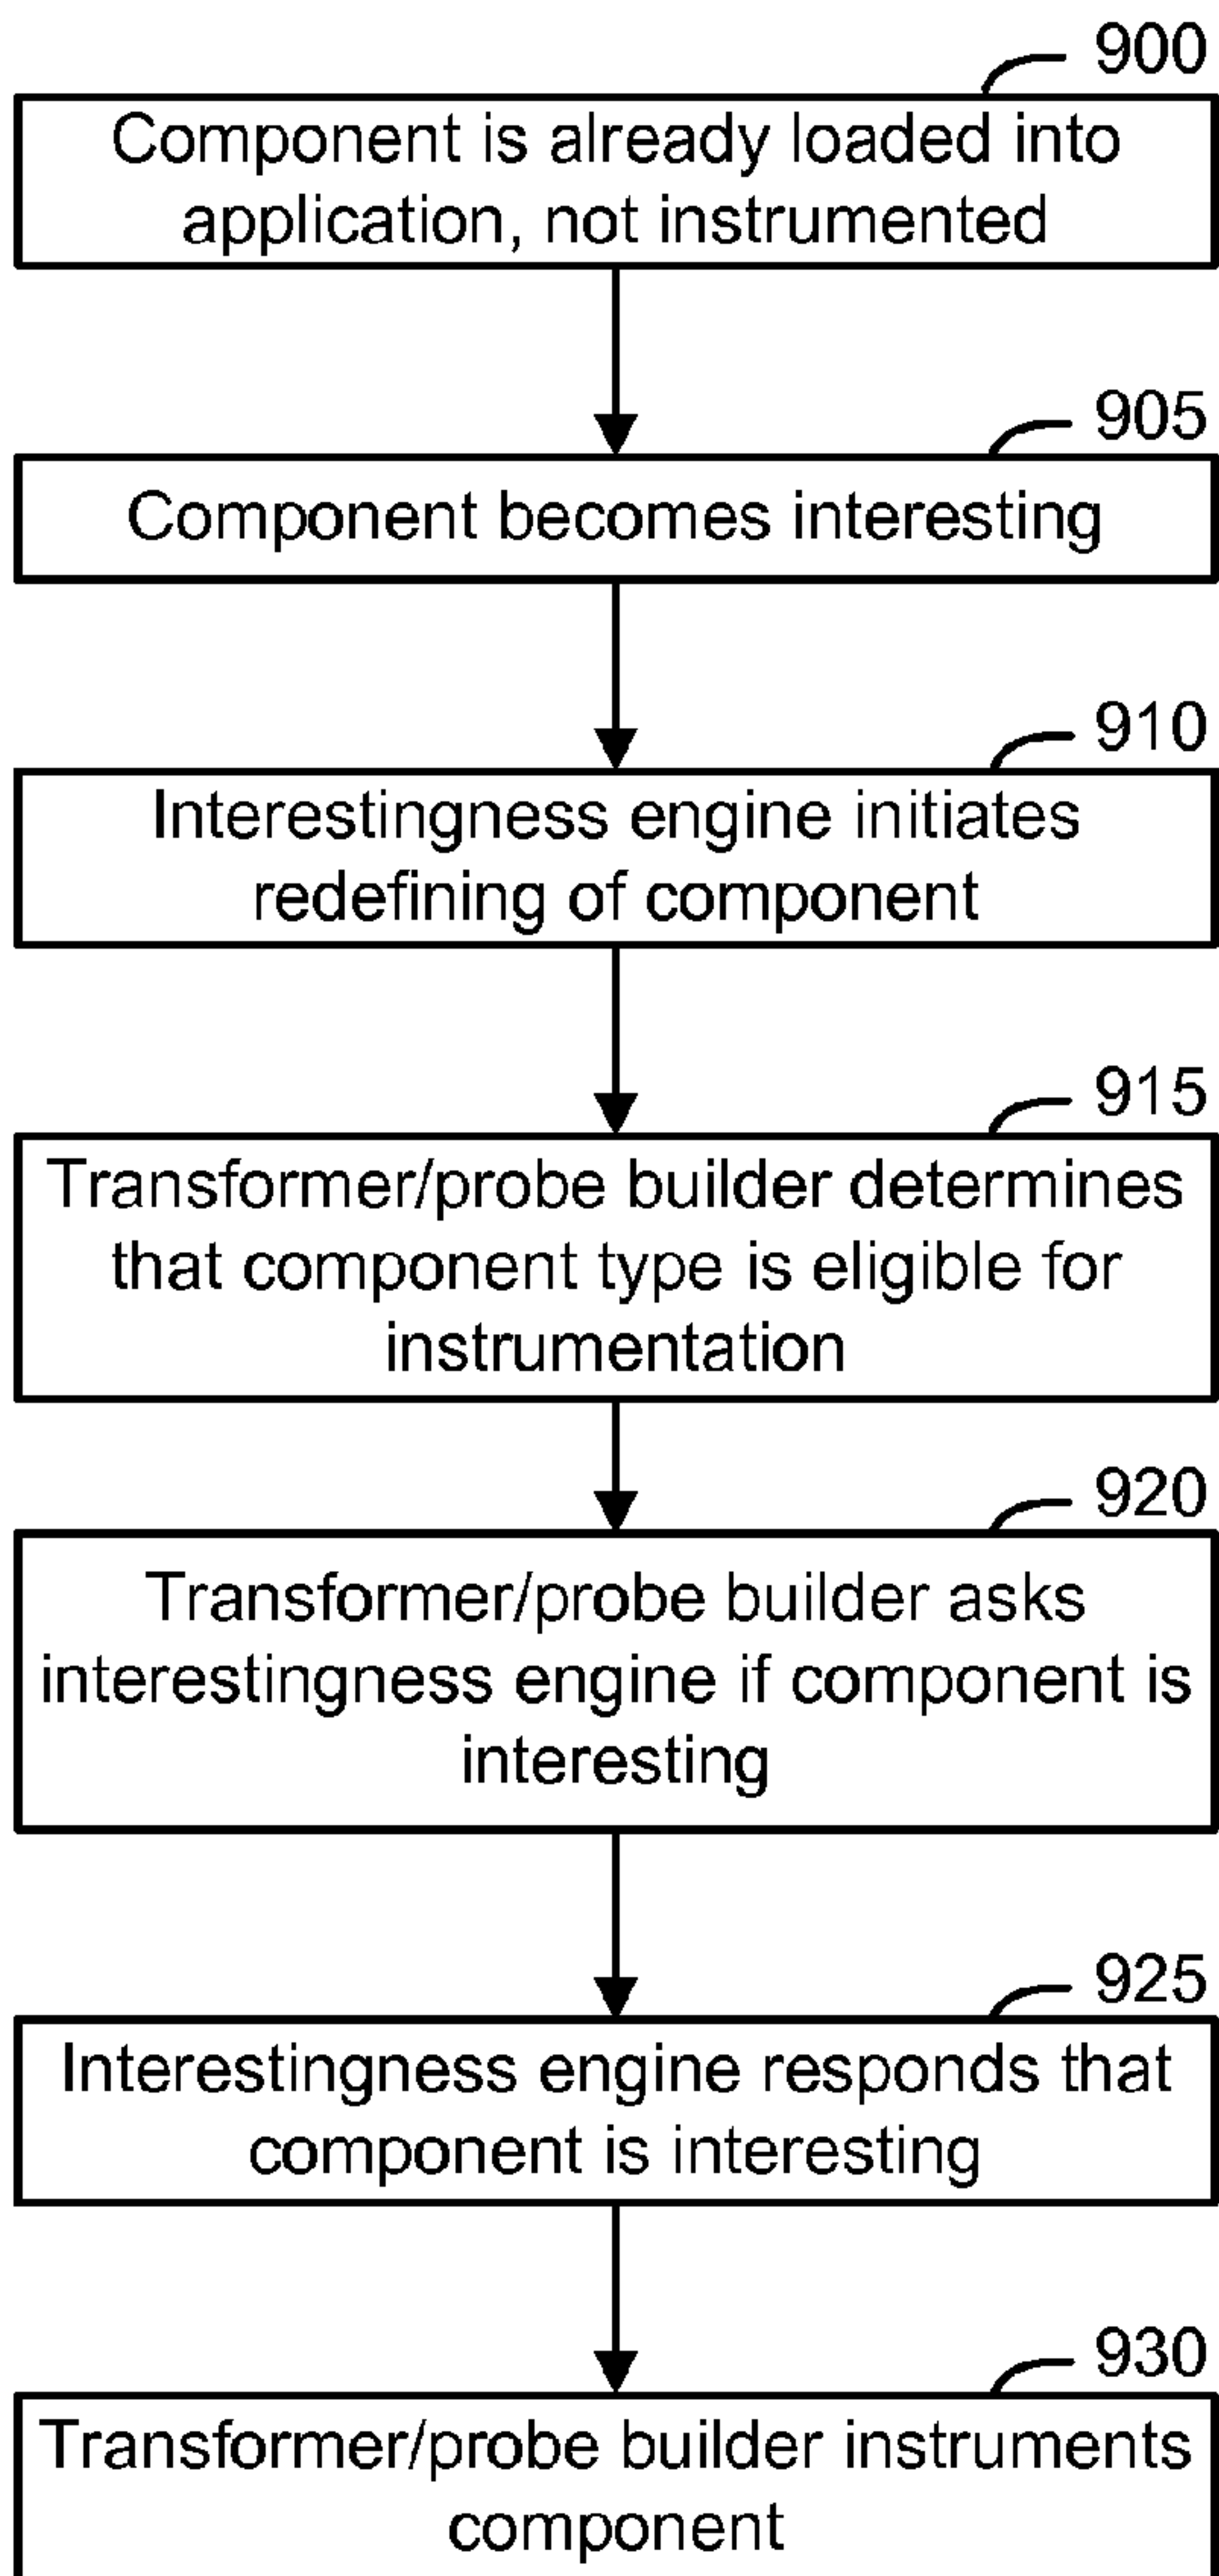 900
Component is already loaded into
application, not instrumented
905
Component becomes interesting
910
Interestingness engine initiates
redefining of component
915
Transformer/probe builder determines
that component type is eligible for
instrumentation
920
Transformer/probe builder asks
interestingness engine if component is
interesting
925
Interestingness engine responds that
component is interesting
930
Transformer/probe builder instruments
component